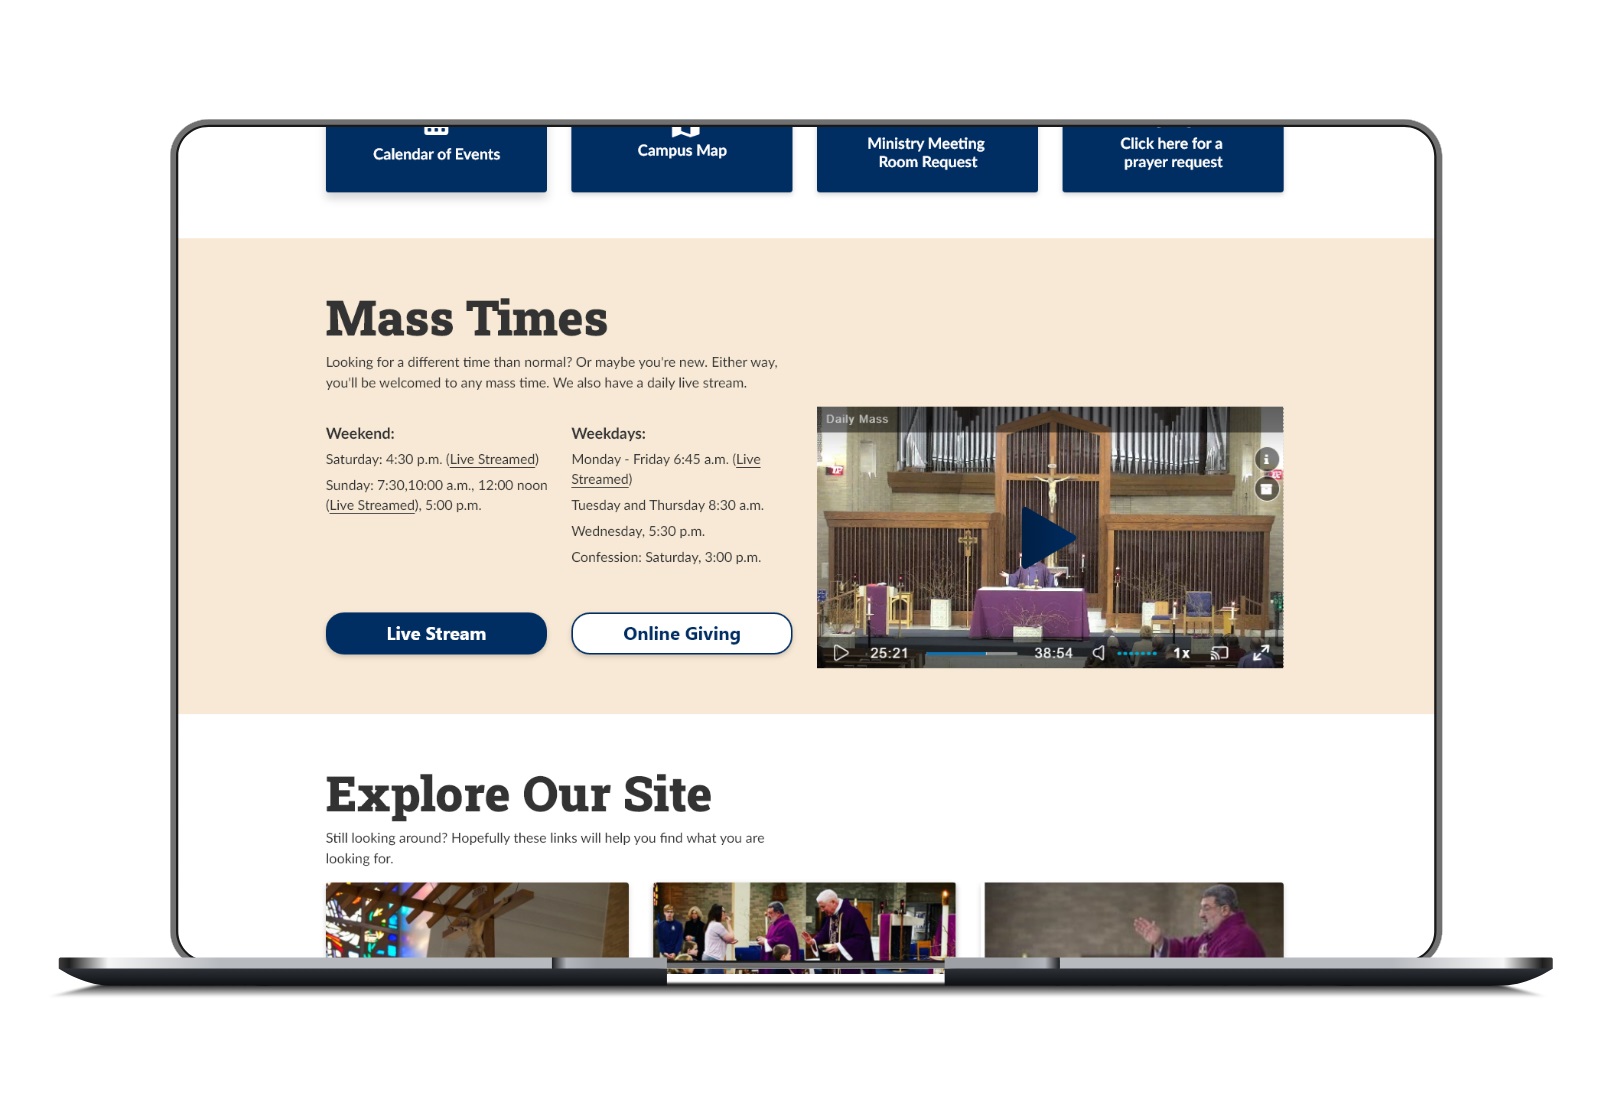 Calendar of Events
Campus Map
Ministry Meeting
Room Request
Click here for a
prayer request
Mass Times
Looking for a different time than normal? Or maybe you're new. Either way,
you'll be welcomed to any mass time. We also have a daily live stream.
Weekend:
Saturday: 4:30 p.m. (Live Streamed)
Sunday: 7:30,10:00 a.m., 12:00 noon
(Live Streamed), 5:00 p.m.
Weekdays:
Monday - Friday 6:45 a.m. (Live
Streamed)
Tuesday and Thursday 8:30 a.m.
Wednesday, 5:30 p.m.
Confession: Saturday, 3:00 p.m.
Live Stream
Online Giving
Daily Mass
i
25:21
38:54
1x
Explore Our Site
Still looking around? Hopefully these links will help you find what you are
looking for.